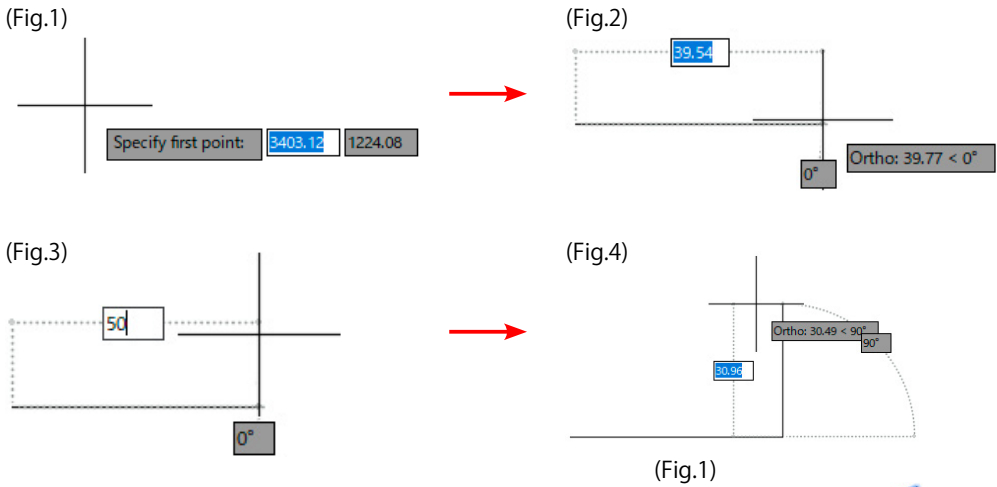 (Fig.1)
Specify first point: 3403.12 1224.08
(Fig.2)
39.54
Ortho: 39.77 < 0°
0°
(Fig.3)
50
0°
(Fig.4)
Ortho: 30.49 < 90°
90°
30.96
(Fig.1)